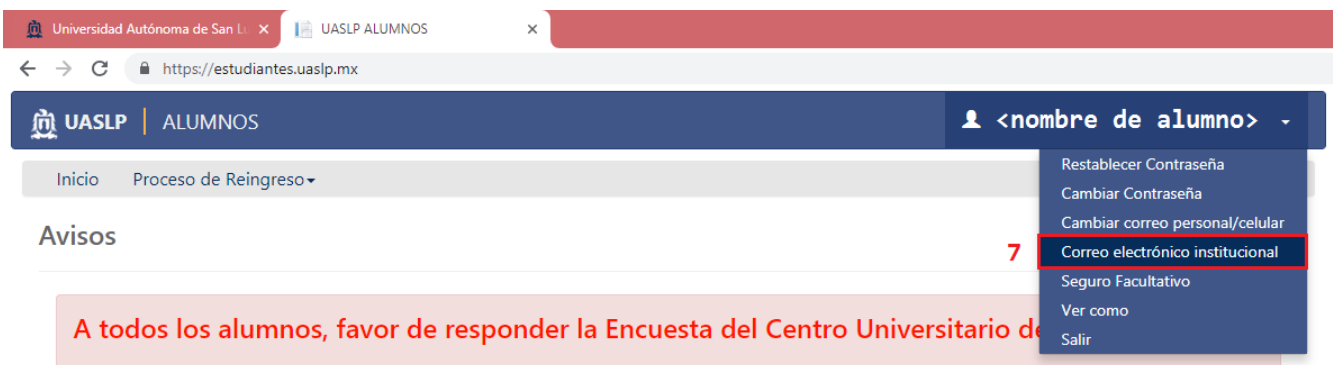 Universidad Autónoma de San Lu
UASLP ALUMNOS
https://estudiantes.uaslp.mx
UASLP | ALUMNOS
<nombre de alumno>
Inicio Proceso de Reingreso
Restablecer Contraseña
Cambiar Contraseña
Cambiar correo personal/celular
7 Correo electrónico institucional
Seguro Facultativo
Ver como
Salir
Avisos
A todos los alumnos, favor de responder la Encuesta del Centro Universitario de